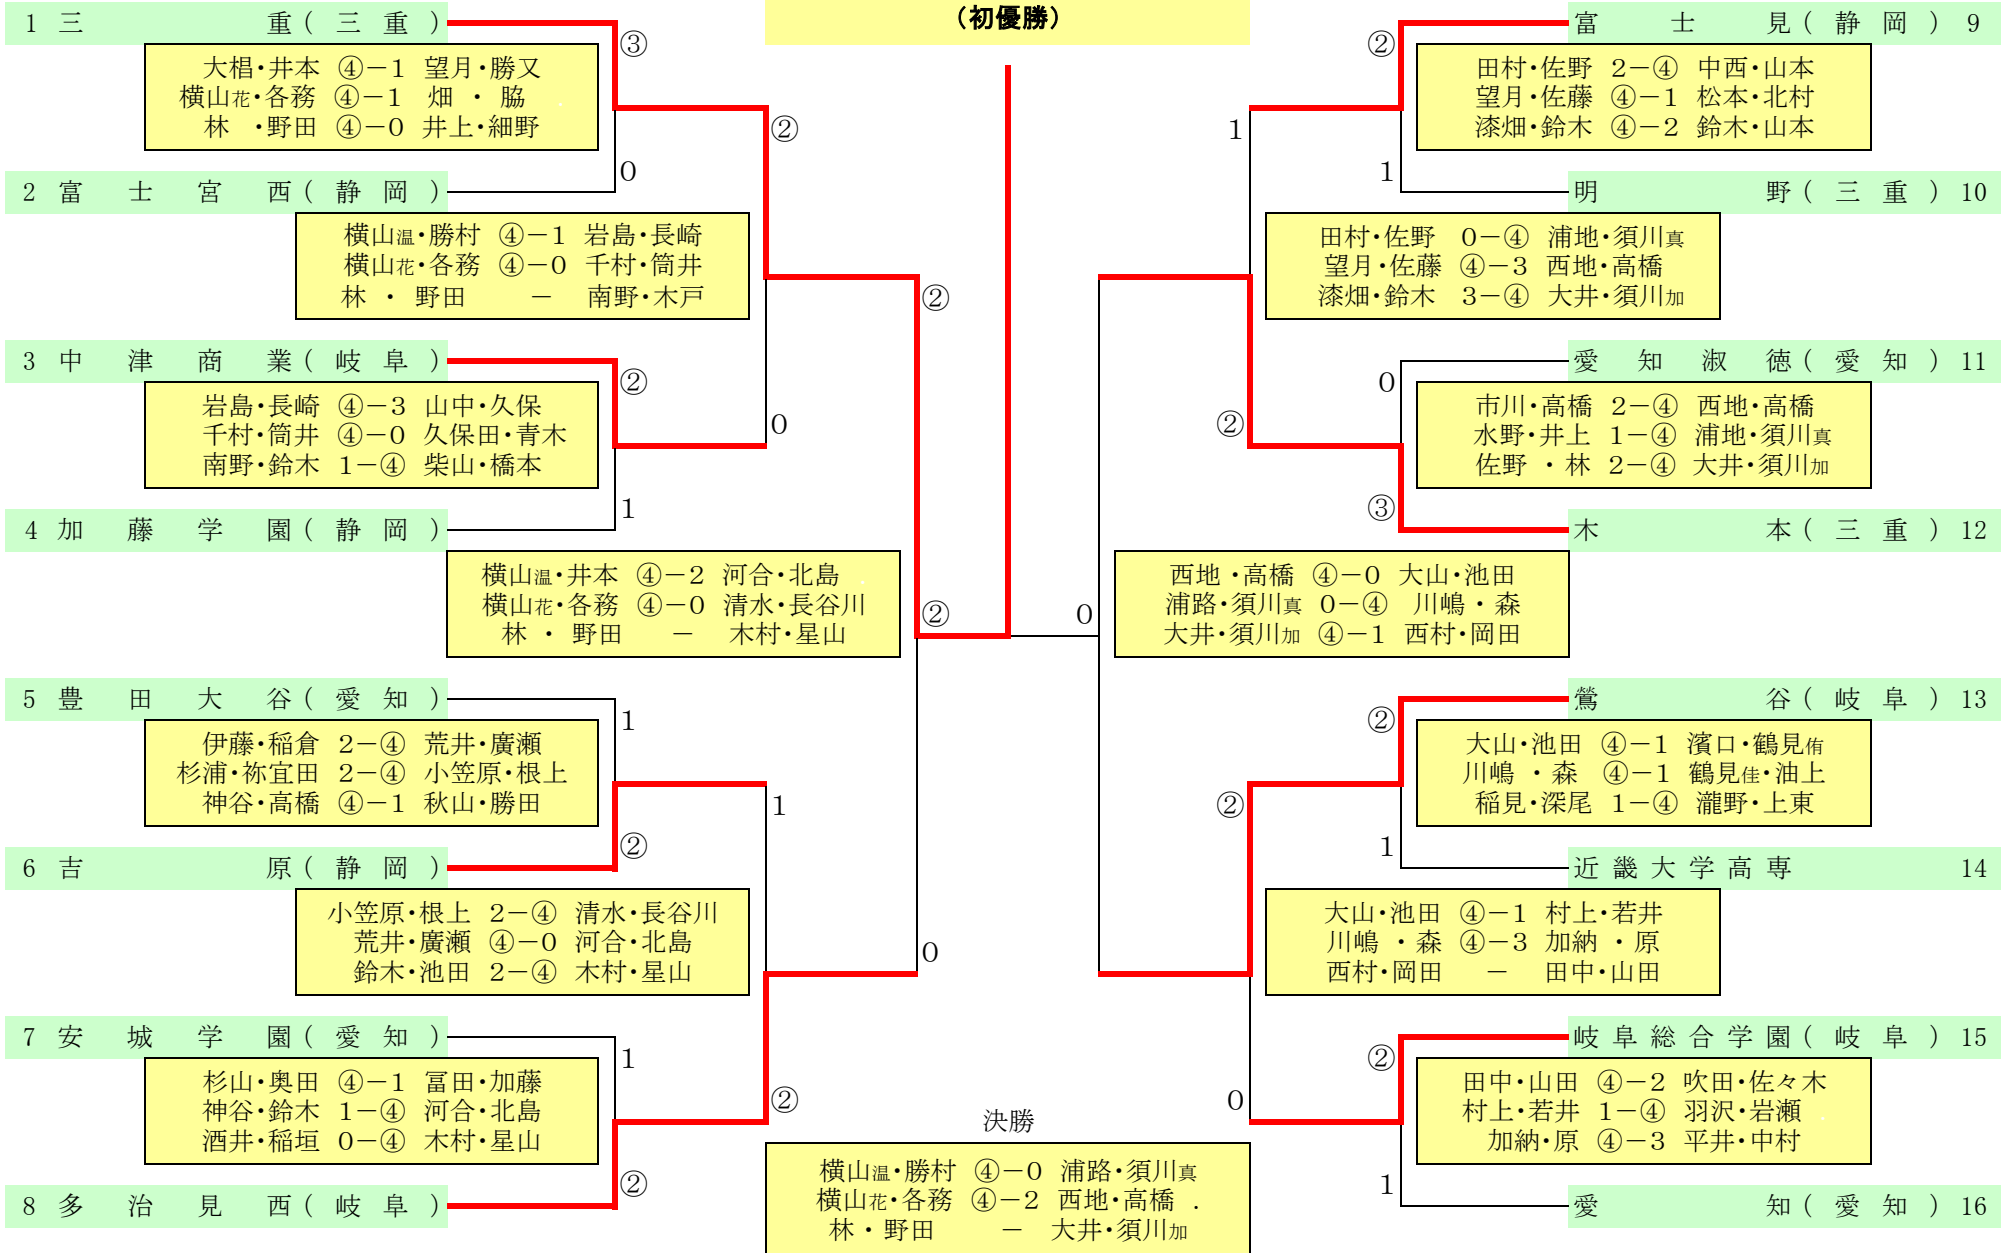 (初優勝)
1 三重(三重)
③
大椙・井本 ④−1 望月・勝又
横山花・各務 ④−1 畑・脇
林・野田 ④−0 井上・細野
②
0
2 富士宮西(静岡)
横山温・勝村 ④−1 岩島・長崎
横山花・各務 ④−0 千村・筒井
林・野田 − 南野・木戸
②
3 中津商業(岐阜)
②
岩島・長崎 ④−3 山中・久保
千村・筒井 ④−0 久保田・青木
南野・鈴木 1−④ 柴山・橋本
0
1
4 加藤学園(静岡)
横山温・井本 ④−2 河合・北島
横山花・各務 ④−0 清水・長谷川
林・野田 − 木村・星山
②
5 豊田大谷(愛知)
1
伊藤・稲倉 2−④ 荒井・廣瀬
杉浦・祢宜田 2−④ 小笠原・根上
神谷・高橋 ④−1 秋山・勝田
1
②
6 吉原(静岡)
小笠原・根上 2−④ 清水・長谷川
荒井・廣瀬 ④−0 河合・北島
鈴木・池田 2−④ 木村・星山
0
7 安城学園(愛知)
1
杉山・奥田 ④−1 冨田・加藤
神谷・鈴木 1−④ 河合・北島
酒井・稲垣 0−④ 木村・星山
②
②
8 多治見西(岐阜)
決勝
横山温・勝村 ④−0 浦路・須川真
横山花・各務 ④−2 西地・高橋 .
林・野田 − 大井・須川加
富士見(静岡) 9
②
田村・佐野 2−④ 中西・山本
望月・佐藤 ④−1 松本・北村
漆畑・鈴木 ④−2 鈴木・山本
1
1
明野(三重) 10
田村・佐野 0−④ 浦地・須川真
望月・佐藤 ④−3 西地・高橋
漆畑・鈴木 3−④ 大井・須川加
愛知淑徳(愛知) 11
0
市川・高橋 2−④ 西地・高橋
水野・井上 1−④ 浦地・須川真
佐野・林 2−④ 大井・須川加
②
③
木本(三重) 12
西地・高橋 ④−0 大山・池田
浦路・須川真 0−④ 川嶋・森
大井・須川加 ④−1 西村・岡田
0
鶯谷(岐阜) 13
②
大山・池田 ④−1 濱口・鶴見侑
川嶋・森 ④−1 鶴見佳・油上
稲見・深尾 1−④ 瀧野・上東
②
1
近畿大学高専 14
大山・池田 ④−1 村上・若井
川嶋・森 ④−3 加納・原
西村・岡田 − 田中・山田
岐阜総合学園(岐阜) 15
②
田中・山田 ④−2 吹田・佐々木
村上・若井 1−④ 羽沢・岩瀬
加納・原 ④−3 平井・中村
0
1
愛知(愛知) 16